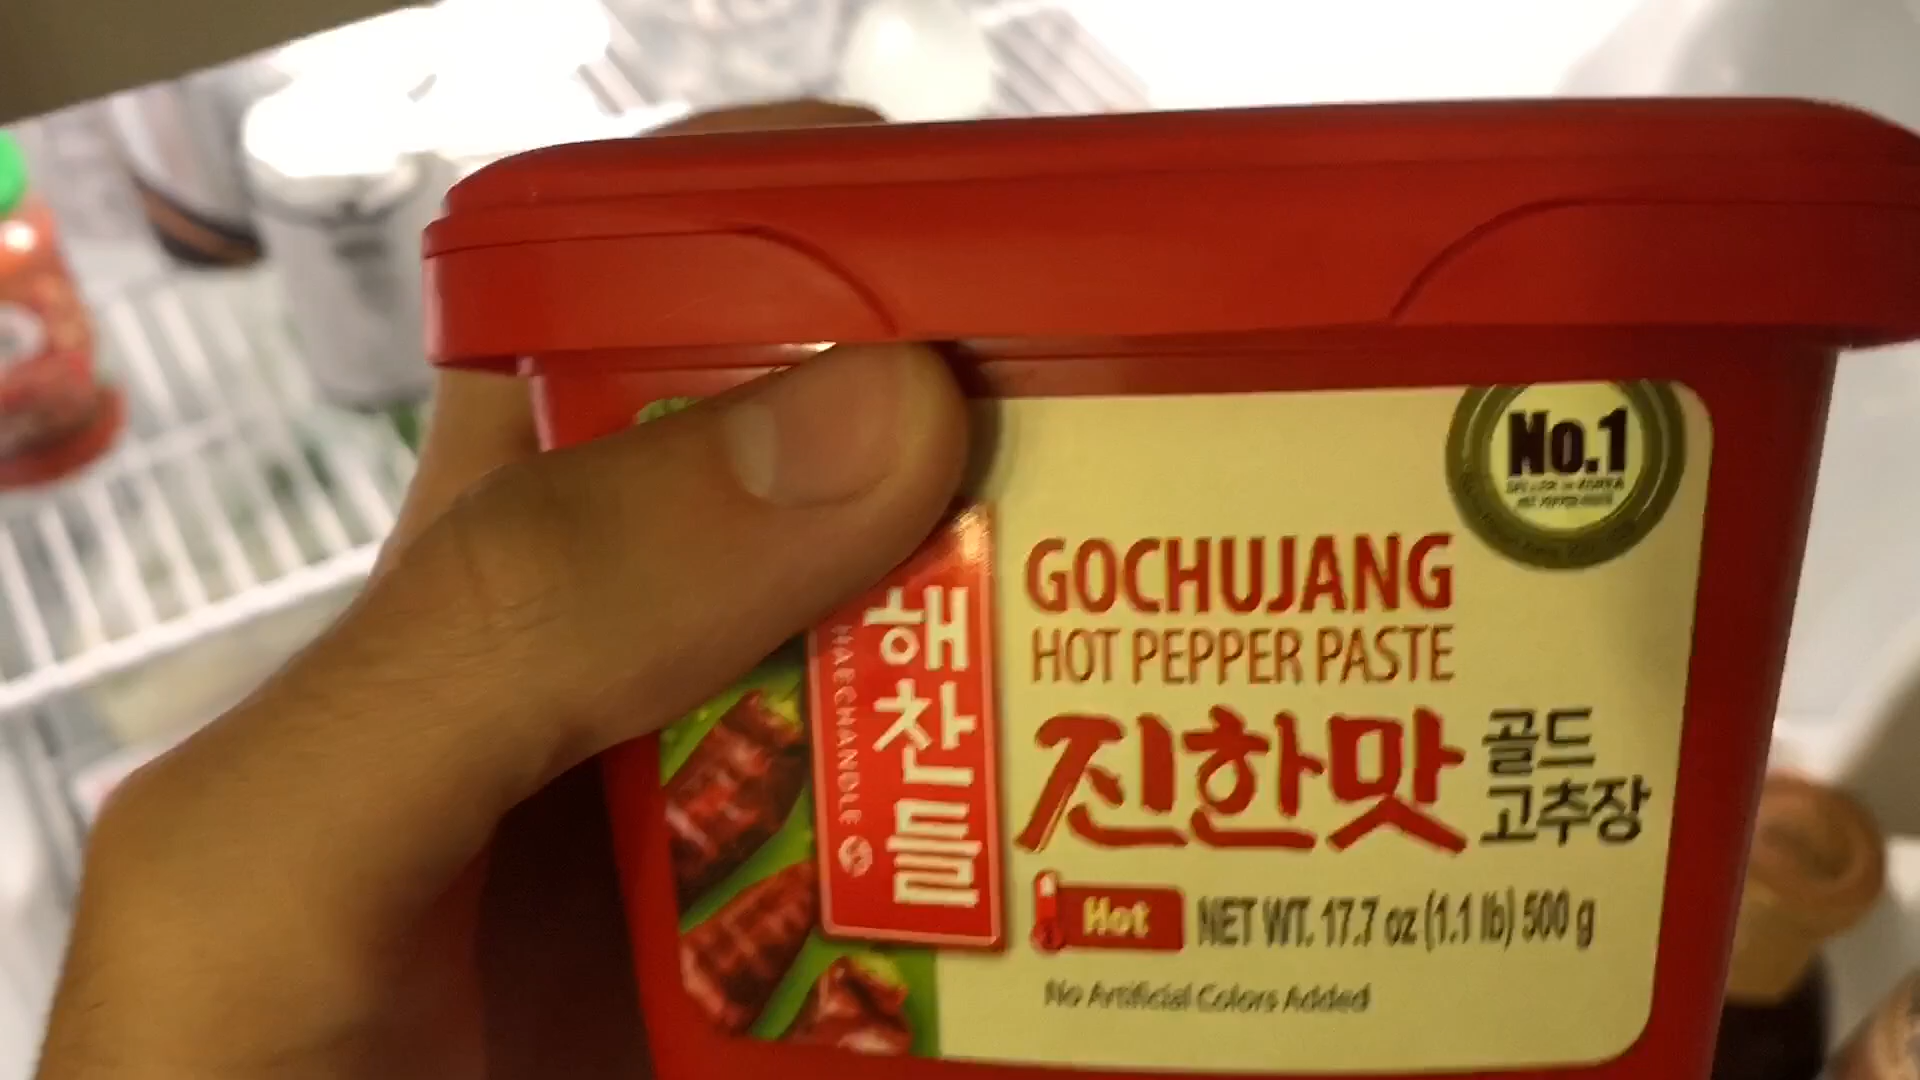 No.1
GOCHUJANG
HOT PEPPER PASTE
해찬들
HAECHANDLE
진한맛
골드
고추장
Hot
NET WT. 17.7 oz (1.1 lb) 500 g
No Artificial Colors Added